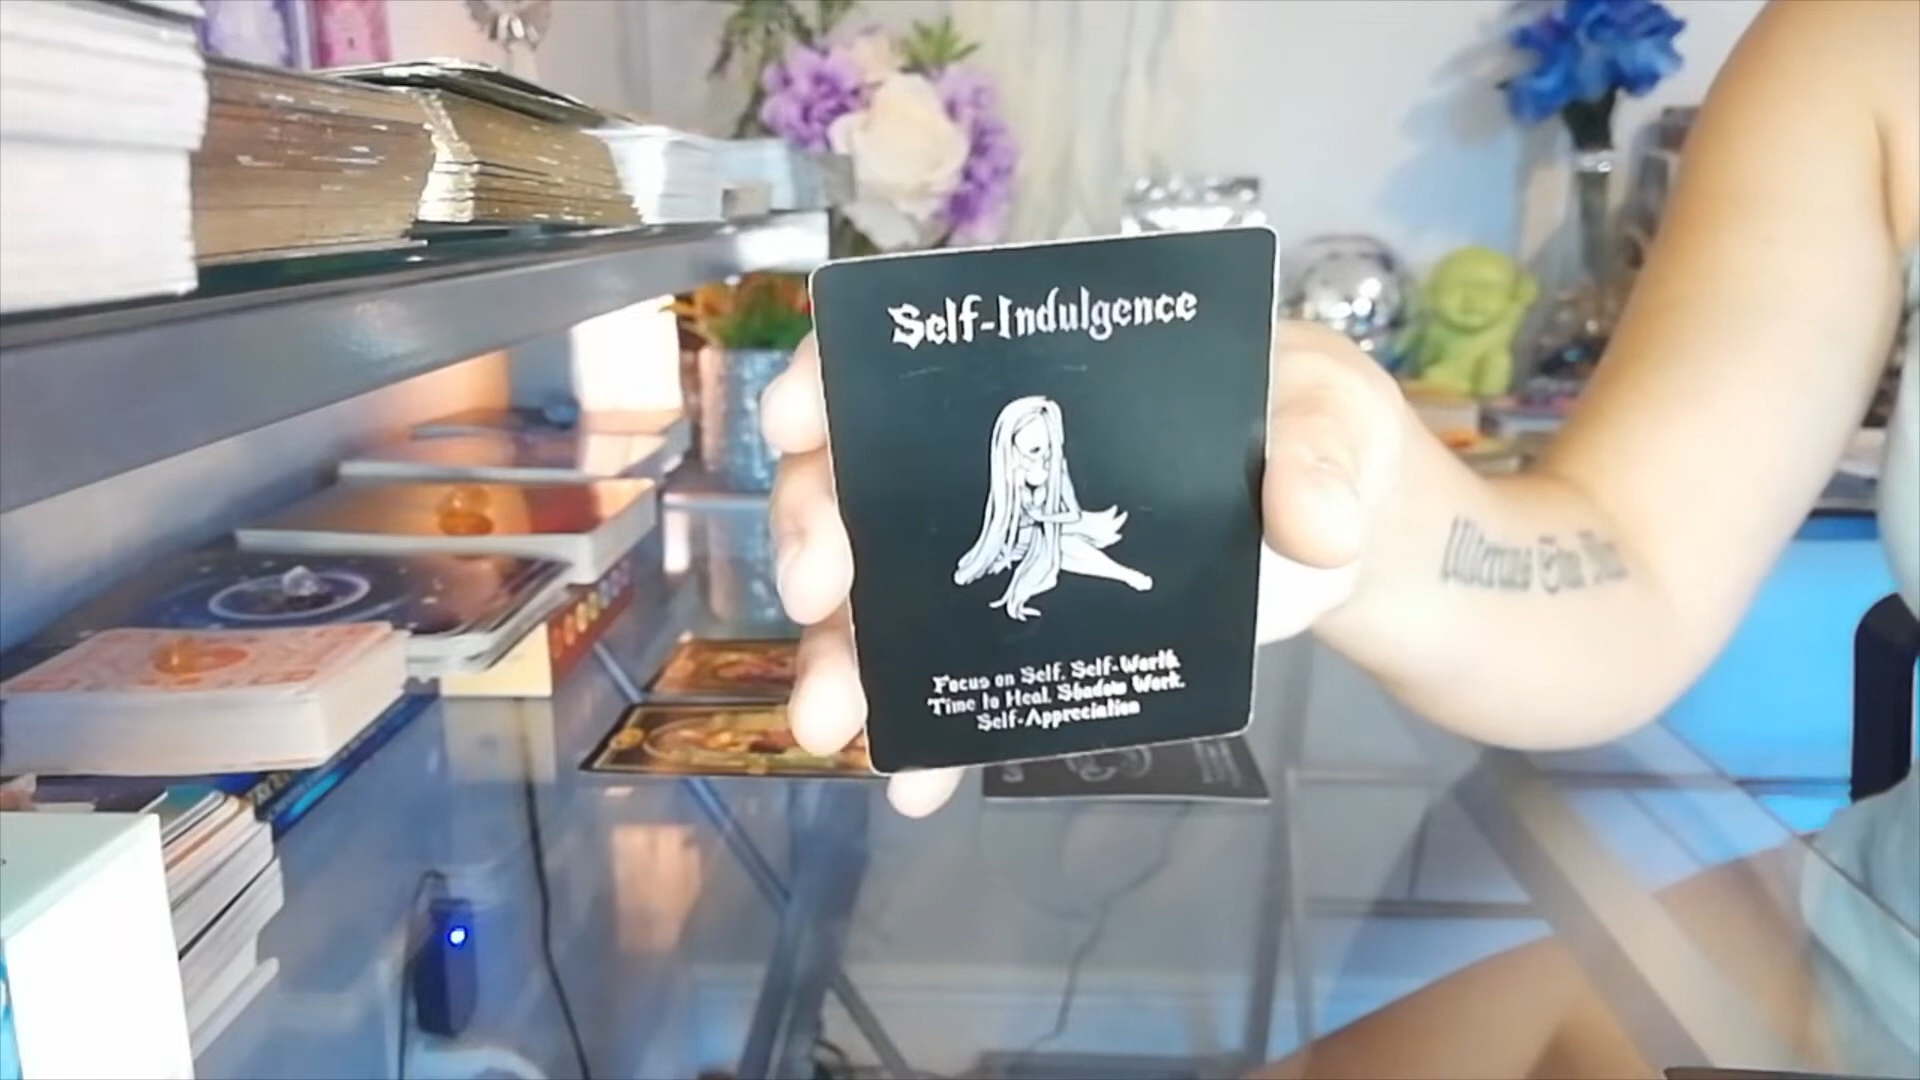 Self-Indulgence
Focus on Self, Self-Worth
Time to Heal, Shadow Work,
Self-Appreciation